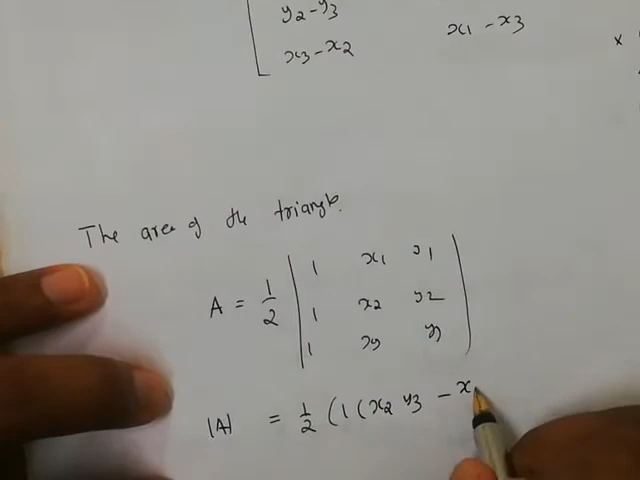 y2-y3
x3-x2 x1-x3 x
The area of the triangle.
A = 1/2 | 1 x1 y1 |
| 1 x2 y2 |
| 1 x3 y3 |
|A| = 1/2 (1(x2 y3 - x